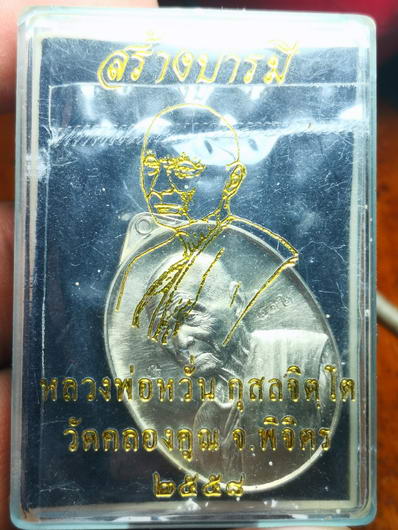 สร้างบารมี
หลวงพ่อหวั่น กุสลจิตฺโต
วัดคลองคูณ จ.พิจิตร
๒๕๕๘